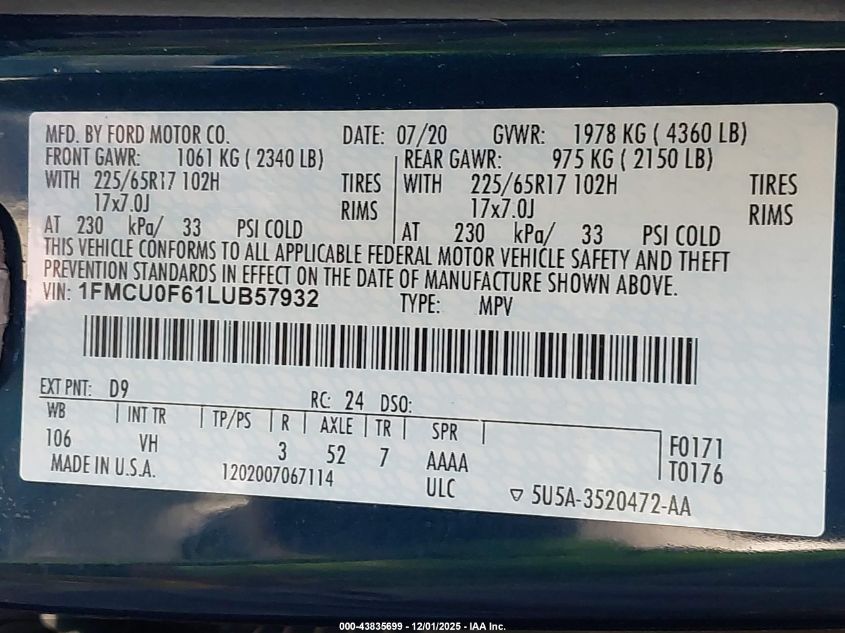 MFD. BY FORD MOTOR CO. DATE: 07/20 GVWR: 1978 KG ( 4360 LB)
FRONT GAWR: 1061 KG ( 2340 LB) REAR GAWR: 975 KG ( 2150 LB)
WITH 225/65R17 102H TIRES WITH 225/65R17 102H TIRES
17x7.0J RIMS 17x7.0J RIMS
AT 230 kPa/ 33 PSI COLD AT 230 kPa/ 33 PSI COLD
THIS VEHICLE CONFORMS TO ALL APPLICABLE FEDERAL MOTOR VEHICLE SAFETY AND THEFT
PREVENTION STANDARDS IN EFFECT ON THE DATE OF MANUFACTURE SHOWN ABOVE.
VIN: 1FMCU0F61LUB57932 TYPE: MPV
EXT PNT: D9 RC: 24 DSO:
WB INT TR TP/PS R AXLE TR SPR
106 VH 3 52 7 AAAA F0171
T0176
MADE IN U.S.A. 1202007067114 ULC ▽ 5U5A-3520472-AA
000-43835699 - 12/01/2025 - IAA Inc.